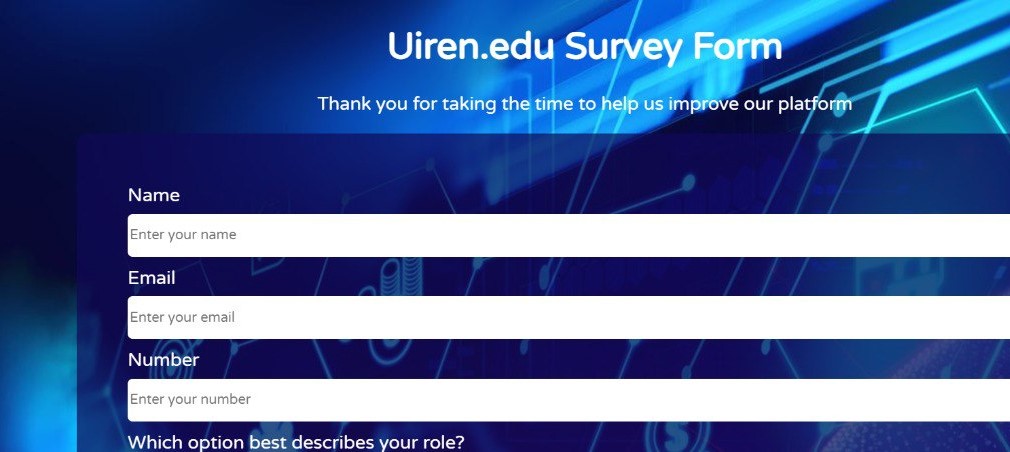 Uiren.edu Survey Form
Thank you for taking the time to help us improve our platform
Name
Enter your name
Email
Enter your email
Number
Enter your number
Which option best describes your role?